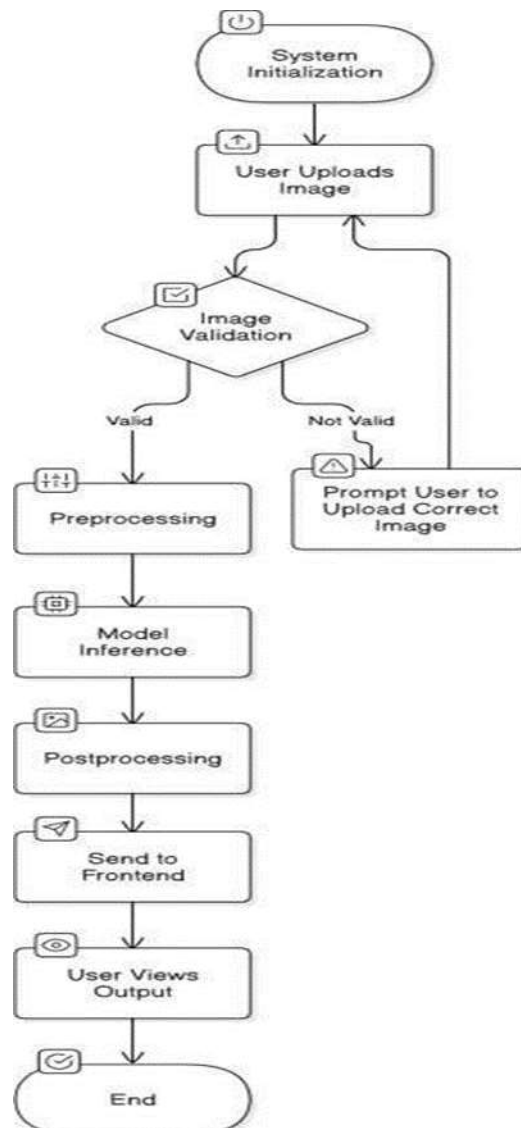 System
Initialization
User Uploads
Image
Image
Validation
Valid
Not Valid
Preprocessing
Prompt User to
Upload Correct
Image
Model
Inference
Postprocessing
Send to
Frontend
User Views
Output
End